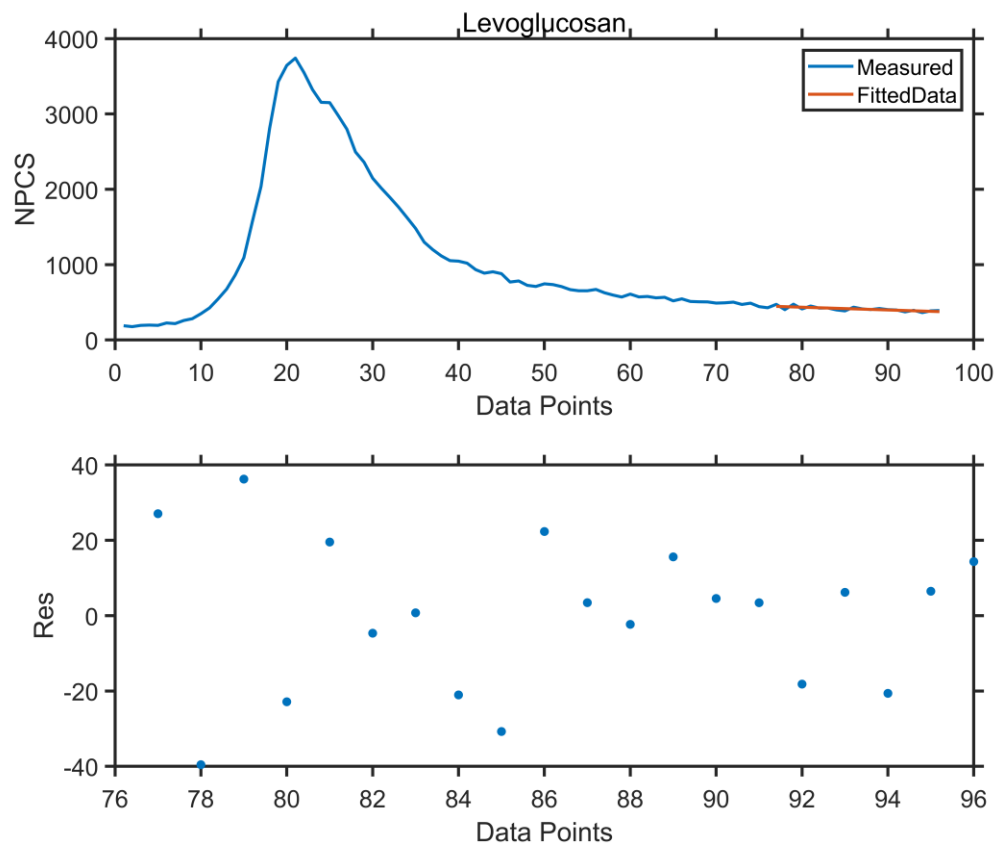 Levoglucosan
4000
3000
2000
1000
0
NPCS
Measured
FittedData
0 10 20 30 40 50 60 70 80 90 100
Data Points
40
20
0
-20
-40
Res
76 78 80 82 84 86 88 90 92 94 96
Data Points